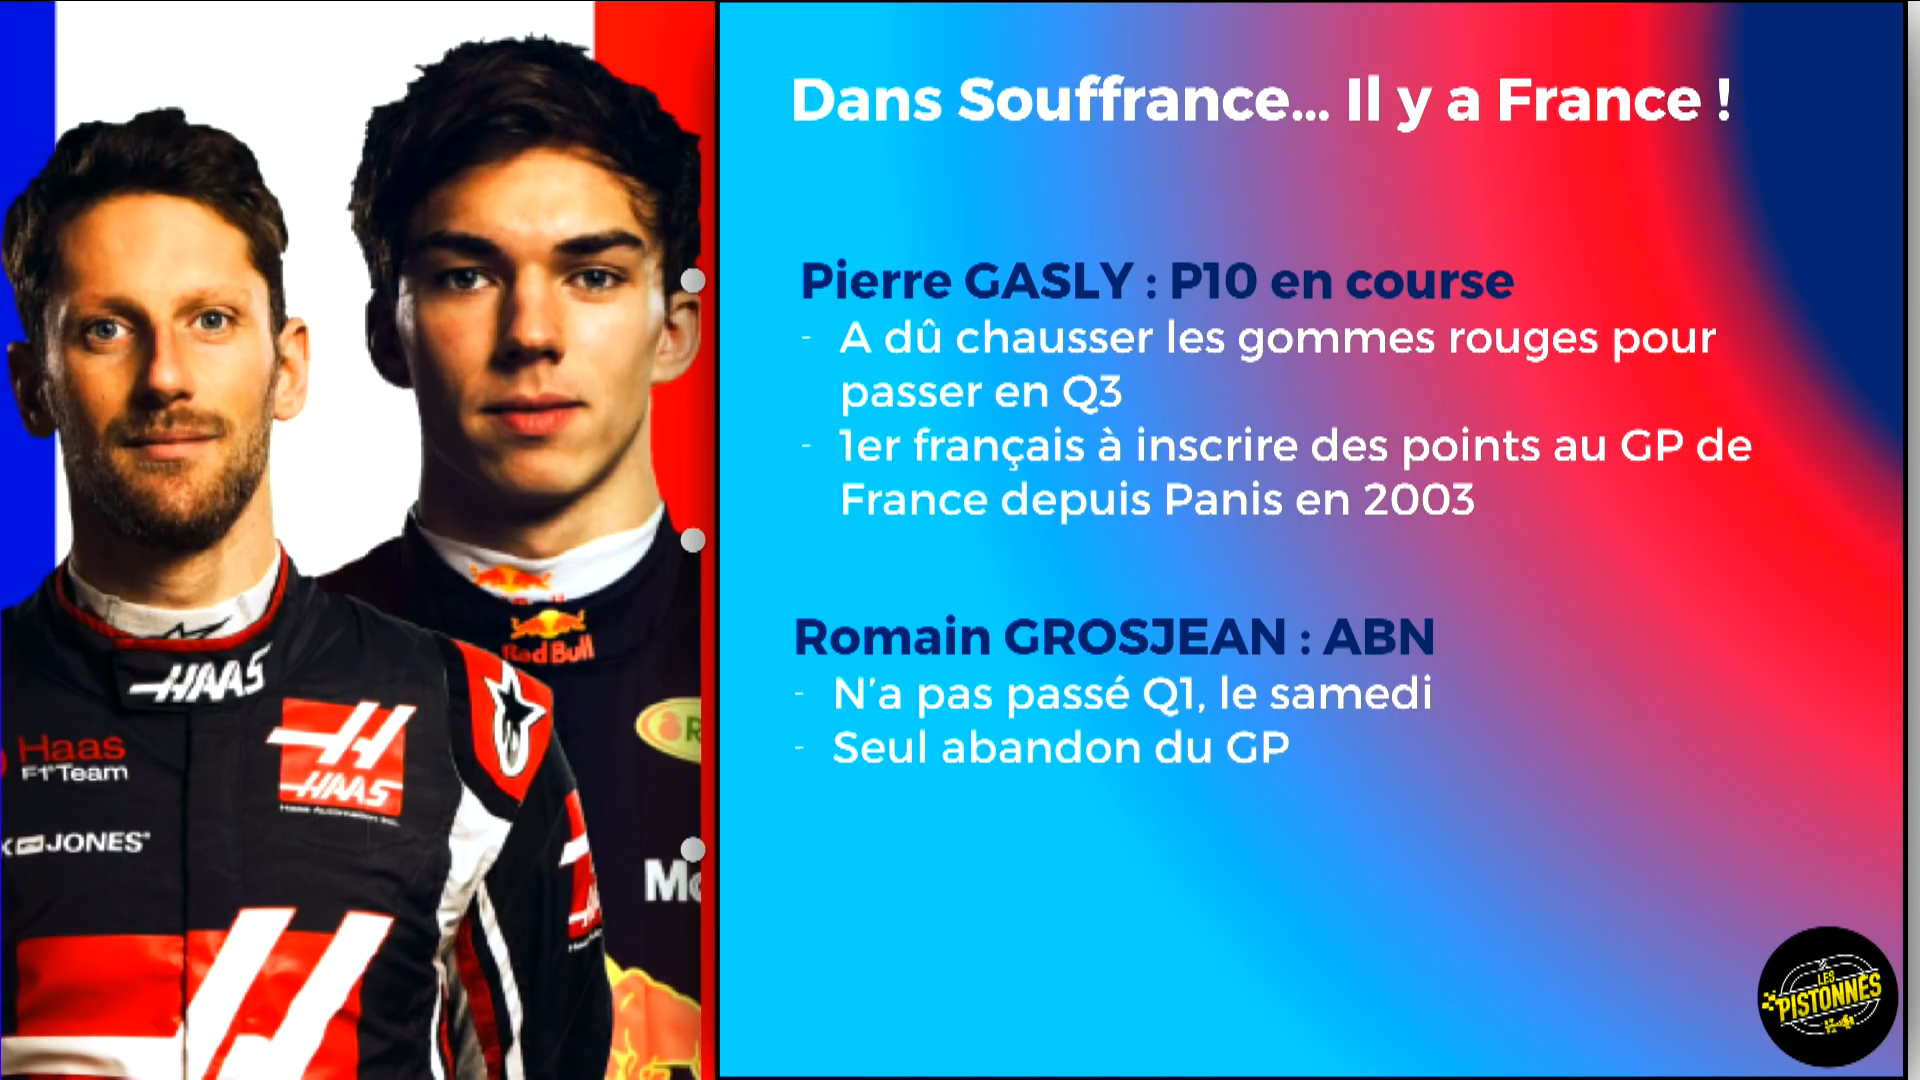 Dans Souffrance... Il y a France !
Pierre GASLY : P10 en course
- A dû chausser les gommes rouges pour
passer en Q3
- 1er français à inscrire des points au GP de
France depuis Panis en 2003
Romain GROSJEAN : ABN
- N'a pas passé Q1, le samedi
- Seul abandon du GP
Red Bull
HAAS
Haas
F1 Team
HAAS
JONES
LES
PISTONNÉS